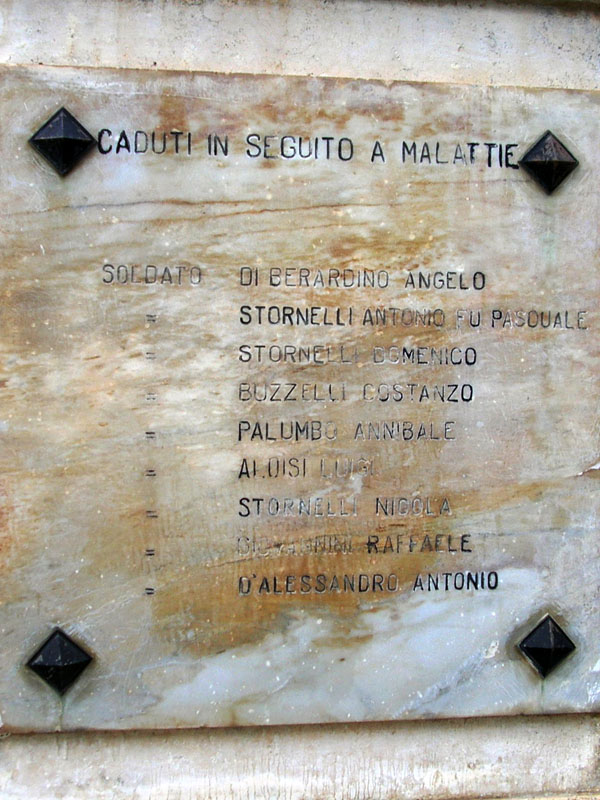 CADUTI IN SEGUITO A MALATTIE
SOLDATO DI BERARDINO ANGELO
= STORNELLI ANTONIO FU PASQUALE
= STORNELLI DOMENICO
= BUZZELLI COSTANZO
= PALUMBO ANNIBALE
= ALOISI LUIGI
= STORNELLI NICOLA
= GIOVANNINI RAFFAELE
= D'ALESSANDRO ANTONIO